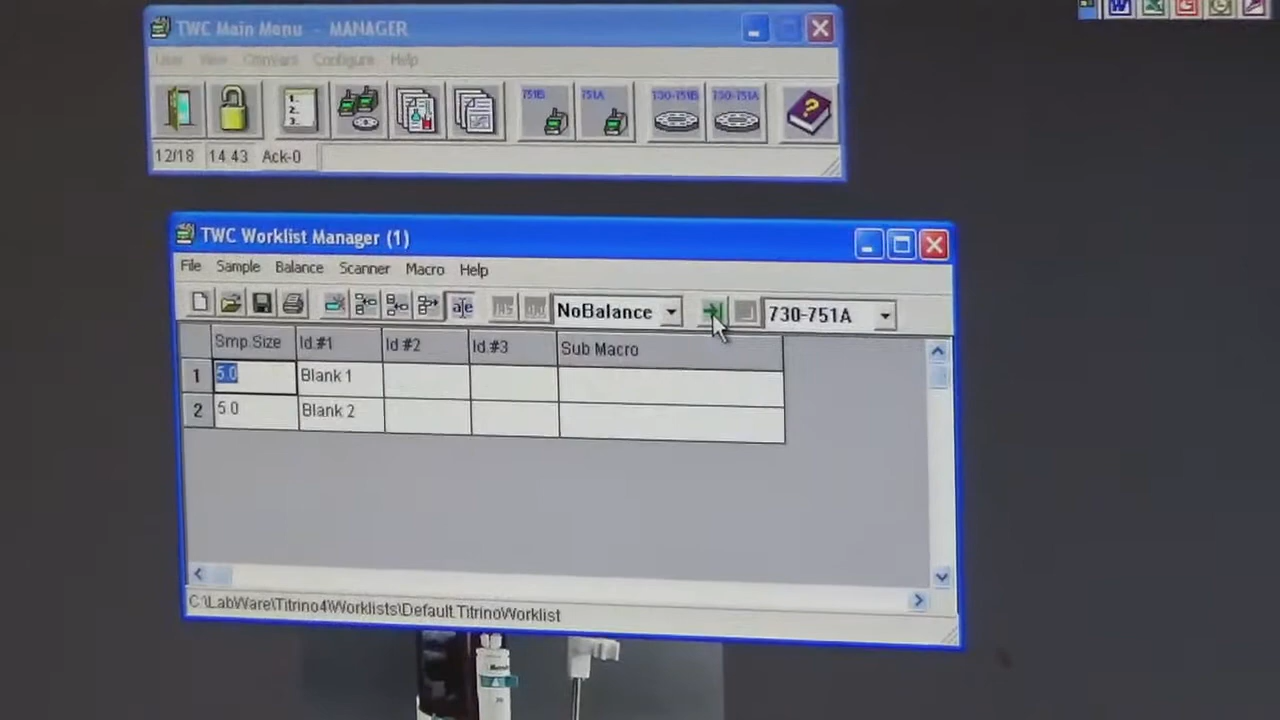 TWC Main Menu - MANAGER
User View Configure Help
751B 751A 730-751B 730-751A
12/18 14.43 Ack-0
TWC Worklist Manager (1)
File Sample Balance Scanner Macro Help
NoBalance 730-751A
Smp.Size Id.#1 Id.#2 Id.#3 Sub Macro
1 5.0 Blank 1
2 5.0 Blank 2
C:\LabWare\Titrino4\Worklists\Default.TitrinoWorklist